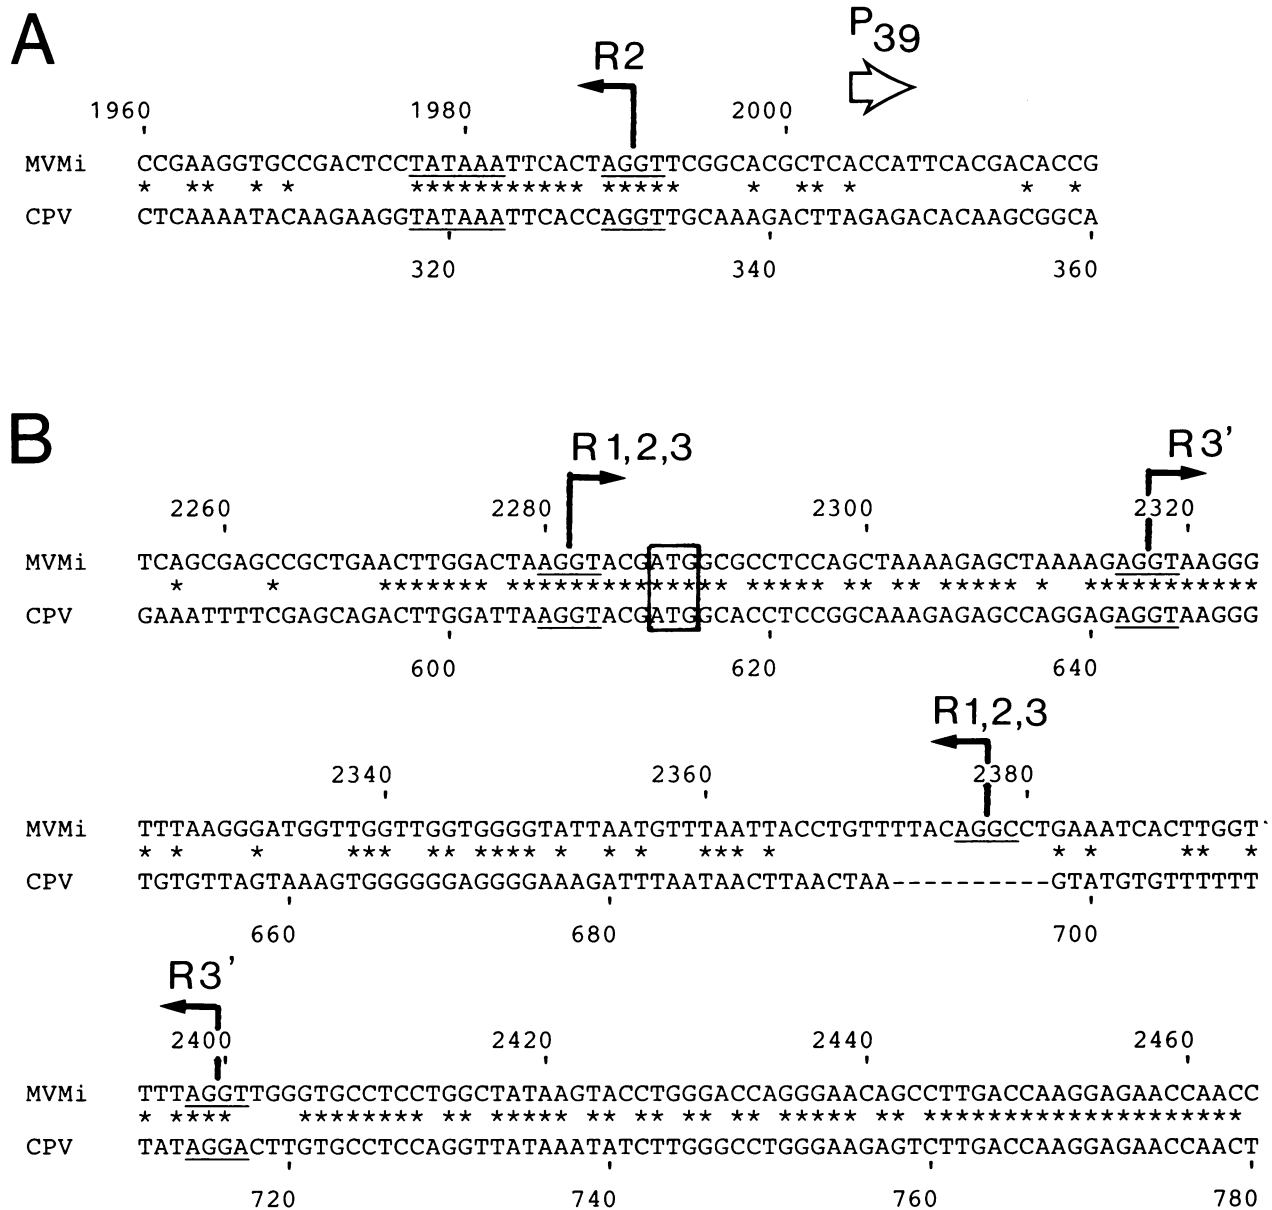 A
P39
R2
1960 1980 2000
MVMi CCGAAGGTGCCGACTCCTATAAATTCACTAGGTTCGGCACGCTCACCATTCACGACACCG
* ** * * *********** ***** * ** * * *
CPV CTCAAAATACAAGAAGGTATAAATTCACCAGGTTGCAAAGACTTAGAGACACAAGCGGCA
320 340 360
B
R1,2,3 R3'
2260 2280 2300 2320
MVMi TCAGCGAGCCGCTGAACTTGGACTAAGGTACGATGGCGCCTCCAGCTAAAAGAGCTAAAAGAGGTAAGGG
* * ******* ************** ***** ** ** ***** * ***********
CPV GAAATTTTCGAGCAGACTTGGATTAAGGTACGATGGCACCTCCGGCAAAGAGAGCCAGGAGAGGTAAGGG
600 620 640
R1,2,3
2340 2360 2380
MVMi TTTAAGGGATGGTTGGTTGGTGGGGTATTAATGTTTAATTACCTGTTTTACAGGCCTGAAATCACTTGGT
* * * *** ** **** * * * *** * * * ** *
CPV TGTGTTAGTAAAGTGGGGGGAGGGGAAAGATTTAATAACTTAACTAA----------GTATGTGTTTTTT
660 680 700
R3'
2400 2420 2440 2460
MVMi TTTAGGTTGGGTGCCTCCTGGCTATAAGTACCTGGGACCAGGGAACAGCCTTGACCAAGGAGAACCAACC
* **** ******** ** ***** ** ** ** ** ***** ** ********************
CPV TATAGGACTTGTGCCTCCAGGTTATAAATATCTTGGGCCTGGGAAGAGTCTTGACCAAGGAGAACCAACT
720 740 760 780